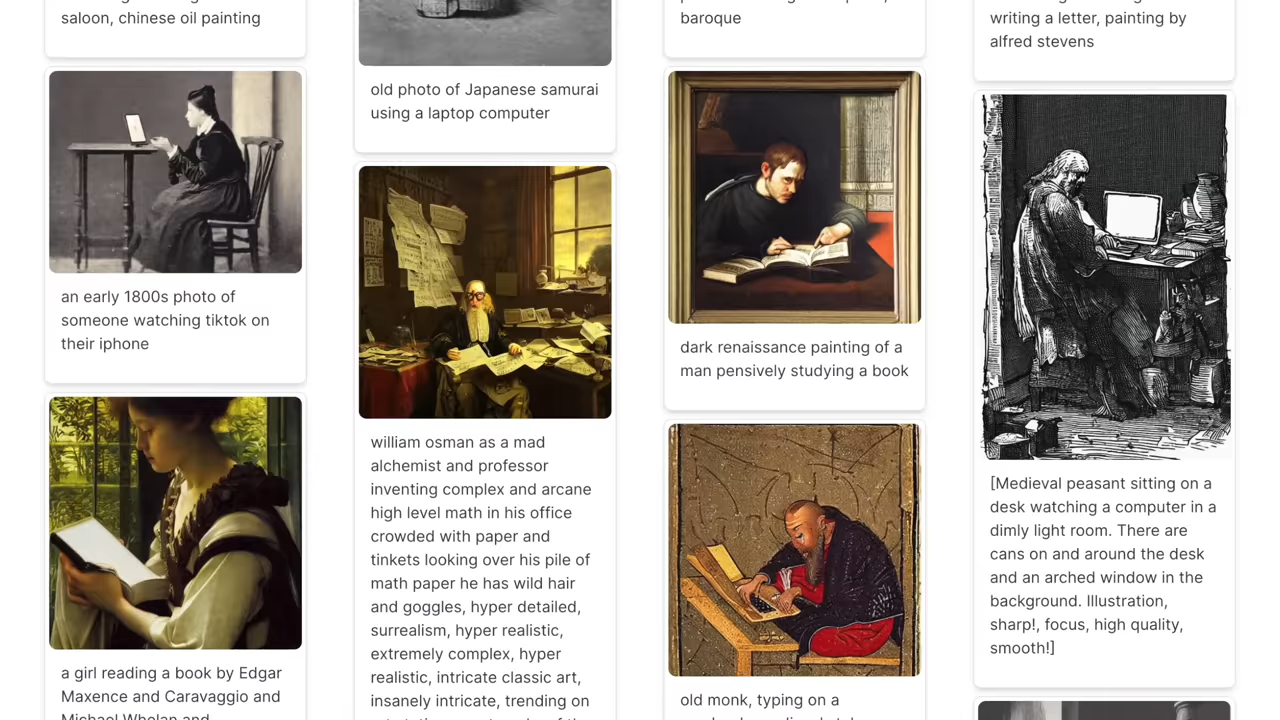 saloon, chinese oil painting
an early 1800s photo of
someone watching tiktok on
their iphone
a girl reading a book by Edgar
Maxence and Caravaggio and
Michael Whelan and
old photo of Japanese samurai
using a laptop computer
william osman as a mad
alchemist and professor
inventing complex and arcane
high level math in his office
crowded with paper and
tinkets looking over his pile of
math paper he has wild hair
and goggles, hyper detailed,
surrealism, hyper realistic,
extremely complex, hyper
realistic, intricate classic art,
insanely intricate, trending on
baroque
dark renaissance painting of a
man pensively studying a book
old monk, typing on a
writing a letter, painting by
alfred stevens
[Medieval peasant sitting on a
desk watching a computer in a
dimly light room. There are
cans on and around the desk
and an arched window in the
background. Illustration,
sharp!, focus, high quality,
smooth!]